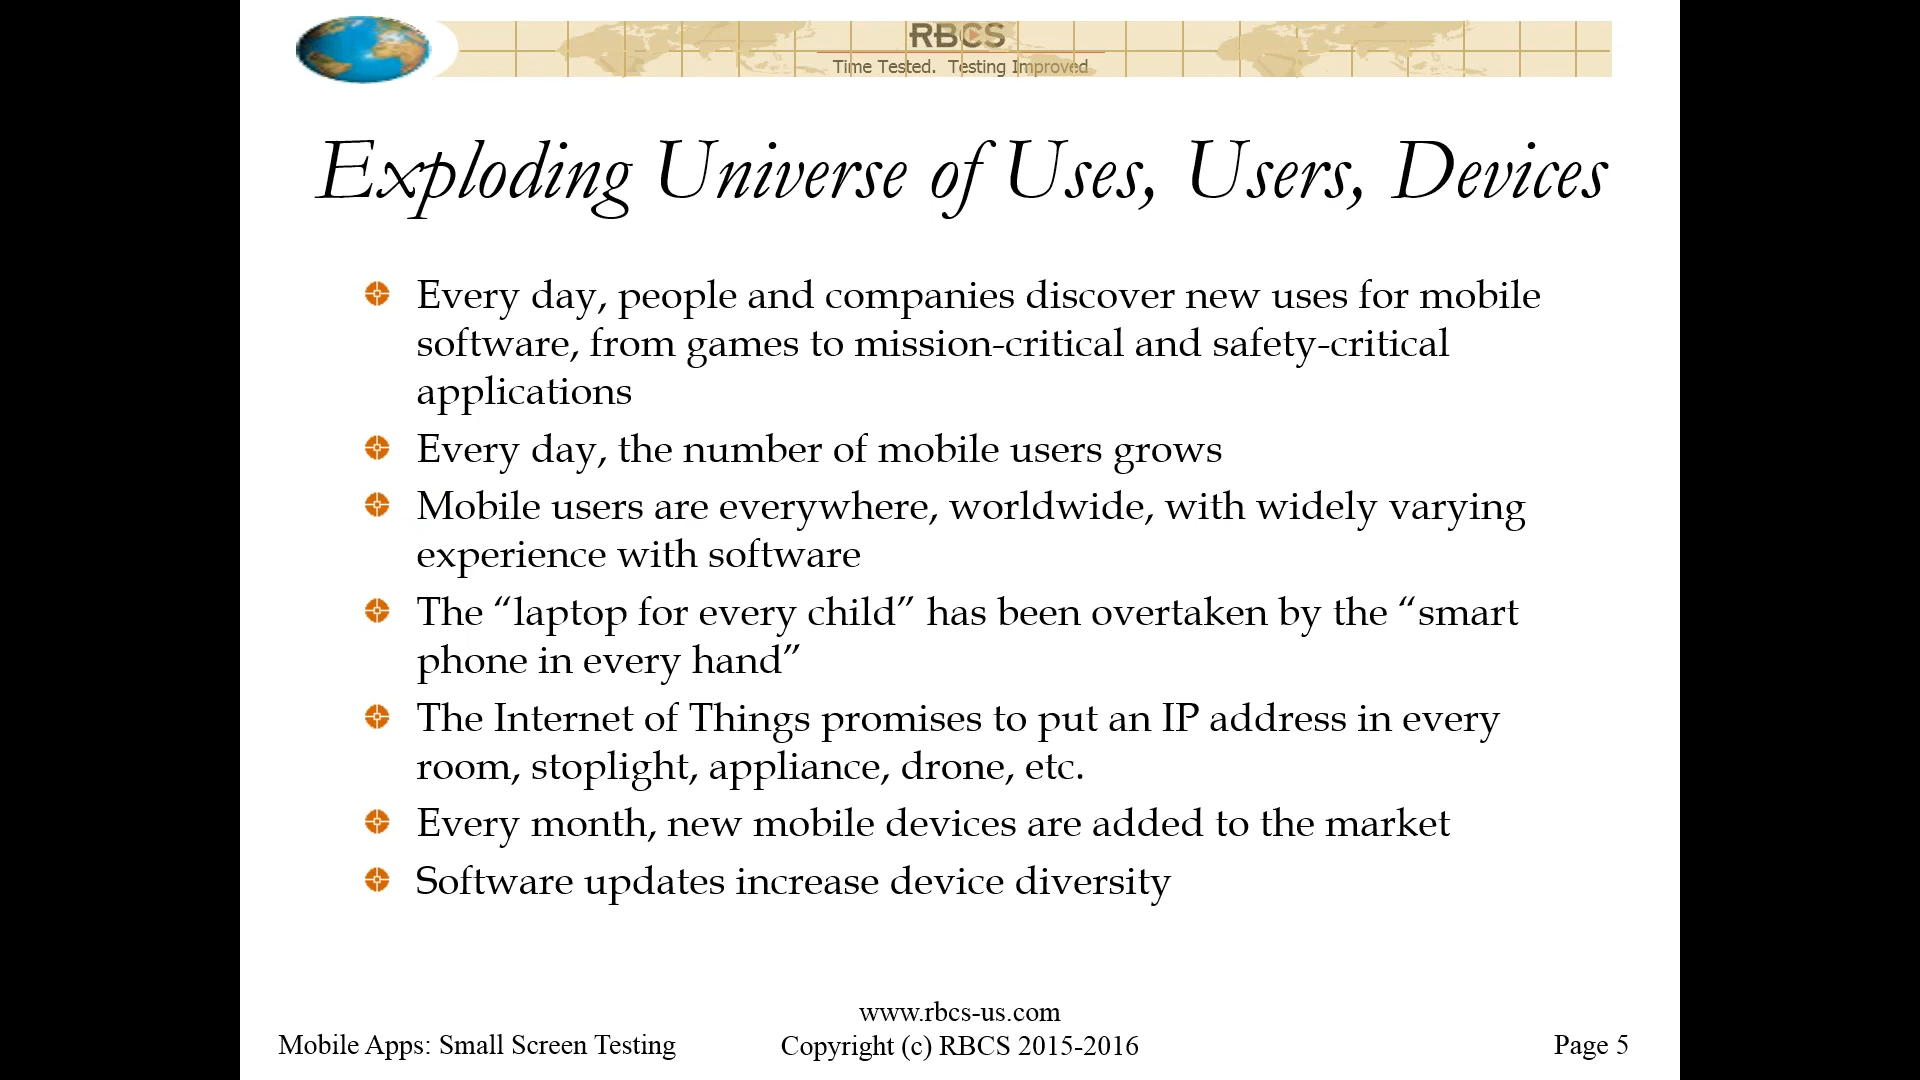 RBCS
Time Tested. Testing Improved
Exploding Universe of Uses, Users, Devices
Every day, people and companies discover new uses for mobile
software, from games to mission-critical and safety-critical
applications
Every day, the number of mobile users grows
Mobile users are everywhere, worldwide, with widely varying
experience with software
The “laptop for every child” has been overtaken by the “smart
phone in every hand”
The Internet of Things promises to put an IP address in every
room, stoplight, appliance, drone, etc.
Every month, new mobile devices are added to the market
Software updates increase device diversity
www.rbcs-us.com
Mobile Apps: Small Screen Testing Copyright (c) RBCS 2015-2016 Page 5